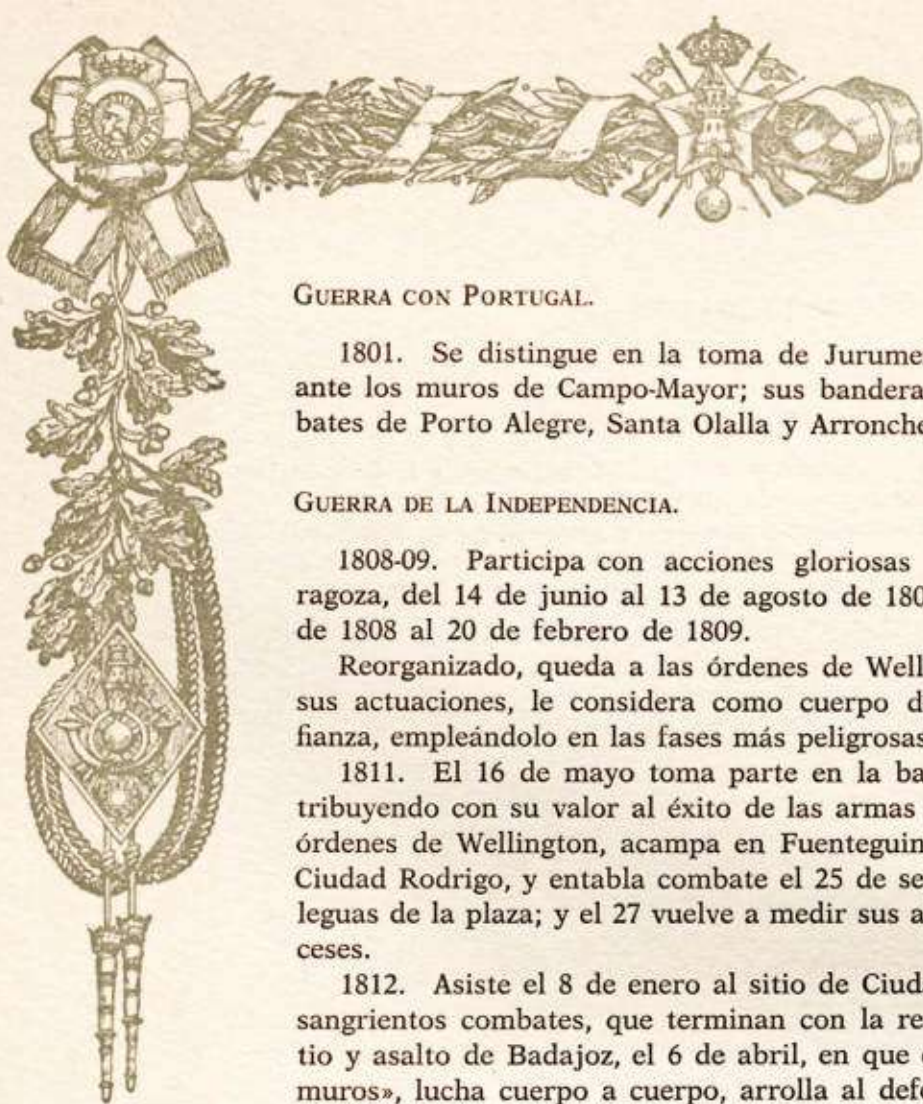 GUERRA CON PORTUGAL.
1801. Se distingue en la toma de Jurume
ante los muros de Campo-Mayor; sus bandera
bates de Porto Alegre, Santa Olalla y Arronche
GUERRA DE LA INDEPENDENCIA.
1808-09. Participa con acciones gloriosas
ragoza, del 14 de junio al 13 de agosto de 180
de 1808 al 20 de febrero de 1809.
Reorganizado, queda a las órdenes de Well
sus actuaciones, le considera como cuerpo d
fianza, empleándolo en las fases más peligrosas
1811. El 16 de mayo toma parte en la ba
tribuyendo con su valor al éxito de las armas
órdenes de Wellington, acampa en Fuenteguin
Ciudad Rodrigo, y entabla combate el 25 de se
leguas de la plaza; y el 27 vuelve a medir sus a
ceses.
1812. Asiste el 8 de enero al sitio de Ciud
sangrientos combates, que terminan con la re
tio y asalto de Badajoz, el 6 de abril, en que
muros», lucha cuerpo a cuerpo, arrolla al def